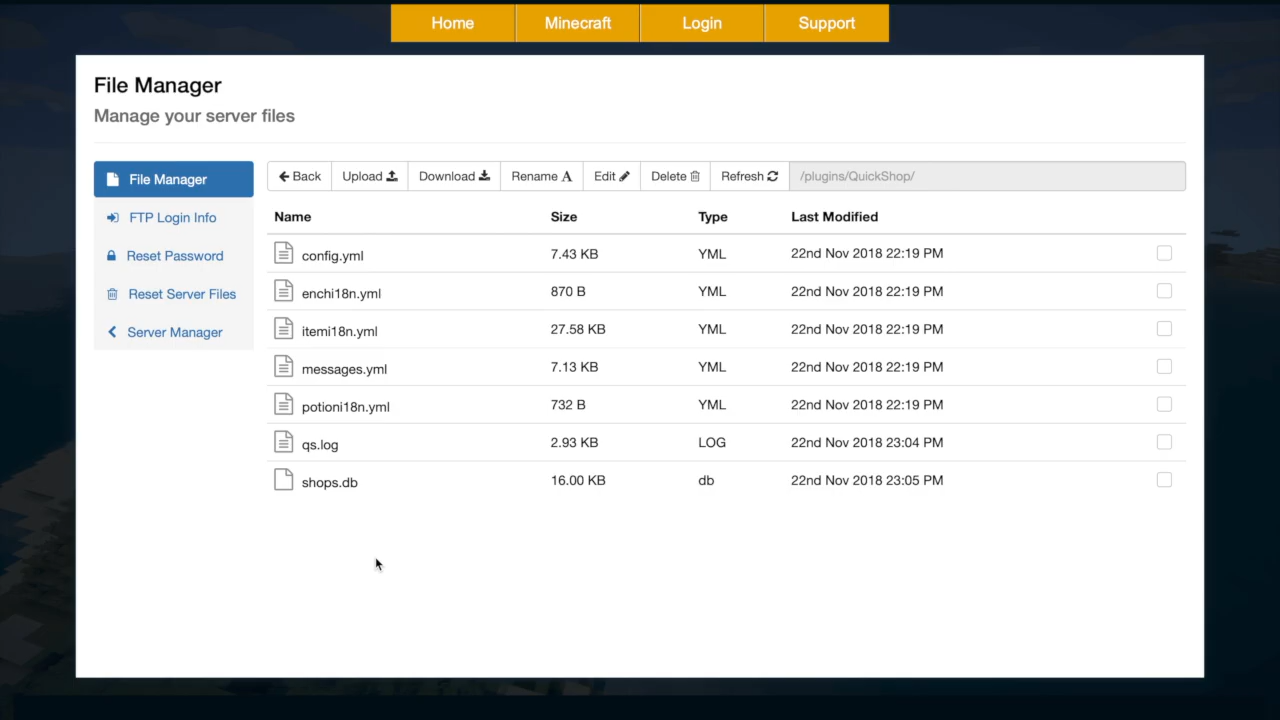 Home Minecraft Login Support
File Manager
Manage your server files
File Manager
FTP Login Info
Reset Password
Reset Server Files
Server Manager
Back Upload Download Rename A Edit Delete Refresh /plugins/QuickShop/
Name Size Type Last Modified
config.yml 7.43 KB YML 22nd Nov 2018 22:19 PM
enchi18n.yml 870 B YML 22nd Nov 2018 22:19 PM
itemi18n.yml 27.58 KB YML 22nd Nov 2018 22:19 PM
messages.yml 7.13 KB YML 22nd Nov 2018 22:19 PM
potioni18n.yml 732 B YML 22nd Nov 2018 22:19 PM
qs.log 2.93 KB LOG 22nd Nov 2018 23:04 PM
shops.db 16.00 KB db 22nd Nov 2018 23:05 PM